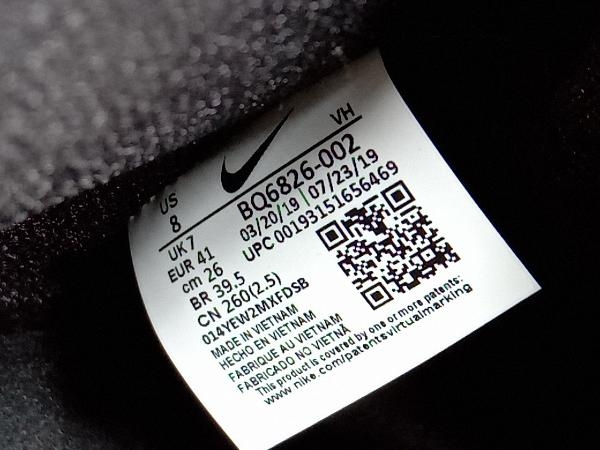 VH
US
8
BQ6826-002
03/20/19 07/23/19
UPC 00193151656469
UK 7
EUR 41
cm 26
BR 39.5
CN 260(2.5)
014YEW2MXFDSB
MADE IN VIETNAM
HECHO EN VIETNAM
FABRIQUE AU VIETNAM
FABRICADO NO VIETNÃ
This product is covered by one or more patents:
www.nike.com/patentsvirtualmarking